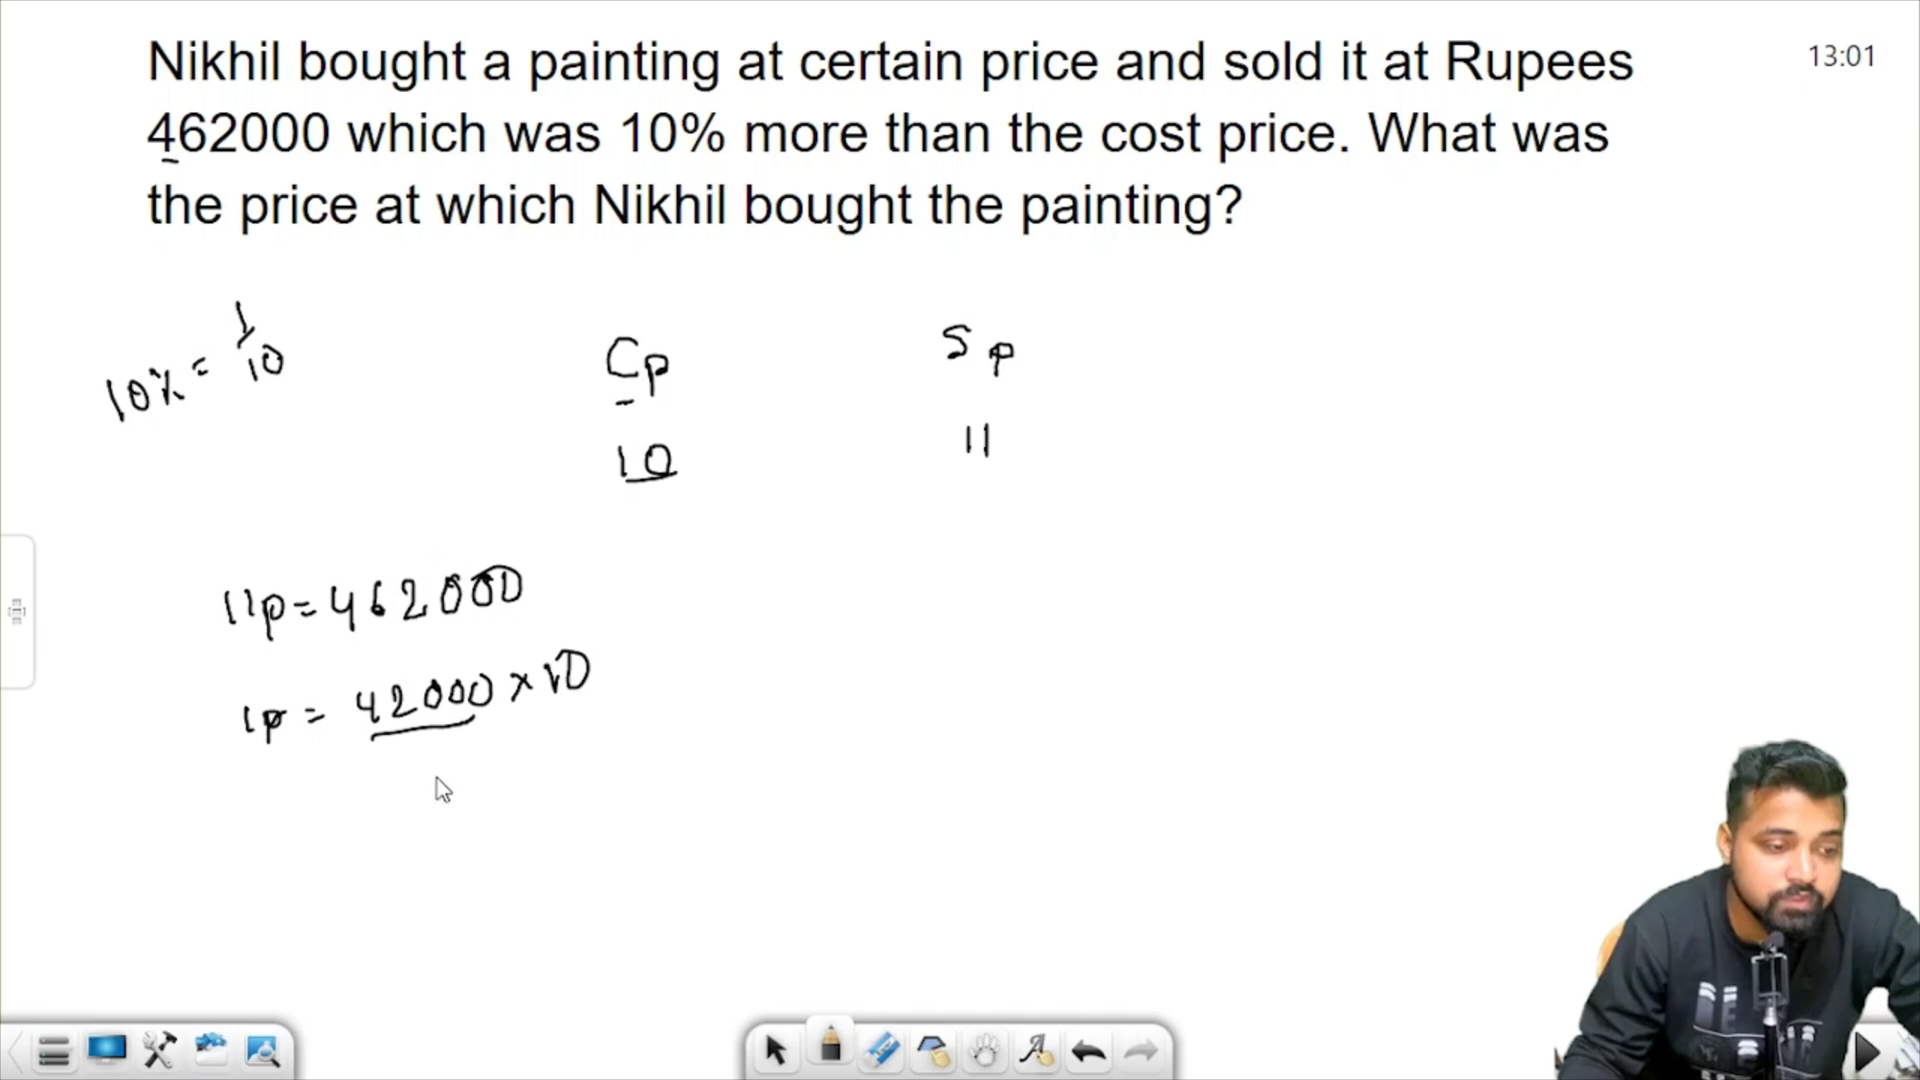 Nikhil bought a painting at certain price and sold it at Rupees
462000 which was 10% more than the cost price. What was
the price at which Nikhil bought the painting?
13:01
10% = 1/10
Cp
Sp
10
11
11p = 462000
1p = 42000 × 10